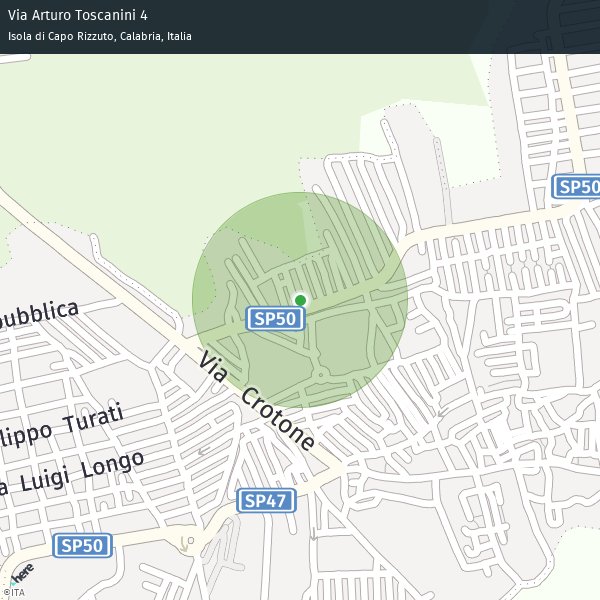 Via Arturo Toscanini 4
Isola di Capo Rizzuto, Calabria, Italia
SP50
SP50
Via Crotone
pubblica
lippo Turati
a Luigi Longo
SP47
SP50
here
©ITA